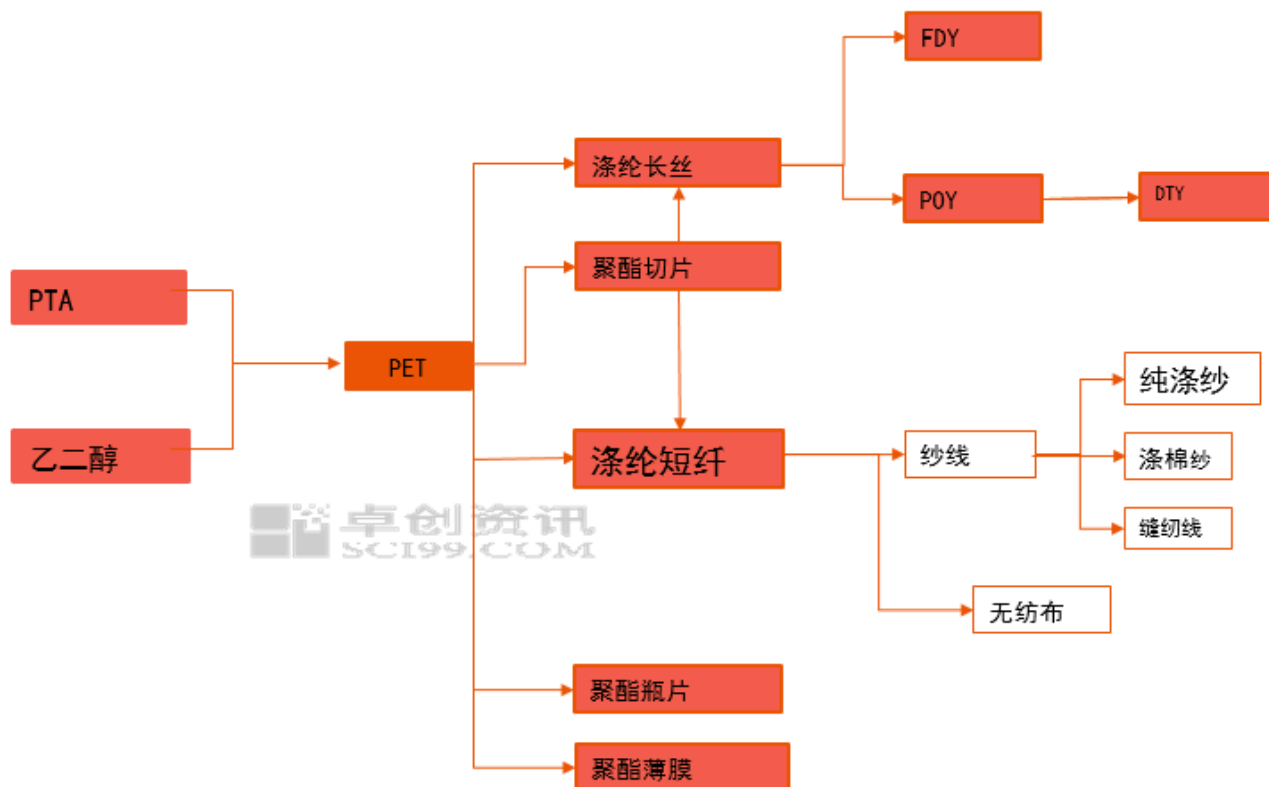 FDY
涤纶长丝
POY
DTY
聚酯切片
PTA
PET
乙二醇
涤纶短纤
纱线
纯涤纱
涤棉纱
缝纫线
卓创资讯
SCI99.COM
无纺布
聚酯瓶片
聚酯薄膜